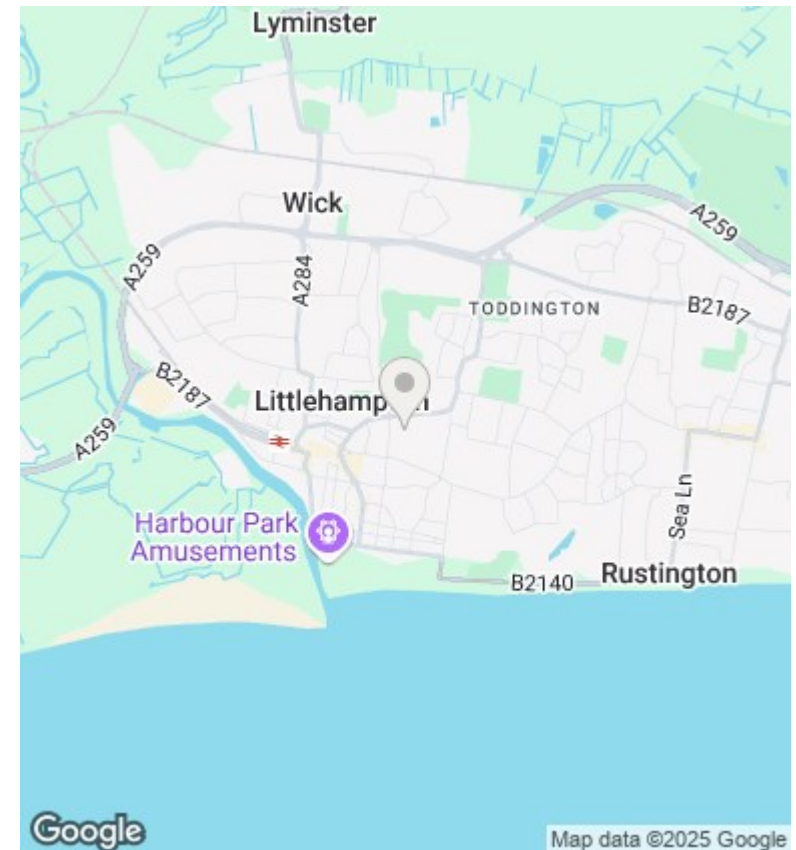 Lyminster
Wick
A259
A259
A284
TODDINGTON
B2187
B2187
Littlehampton
A259
Sea Ln
Harbour Park
Amusements
B2140
Rustington
Google
Map data ©2025 Google